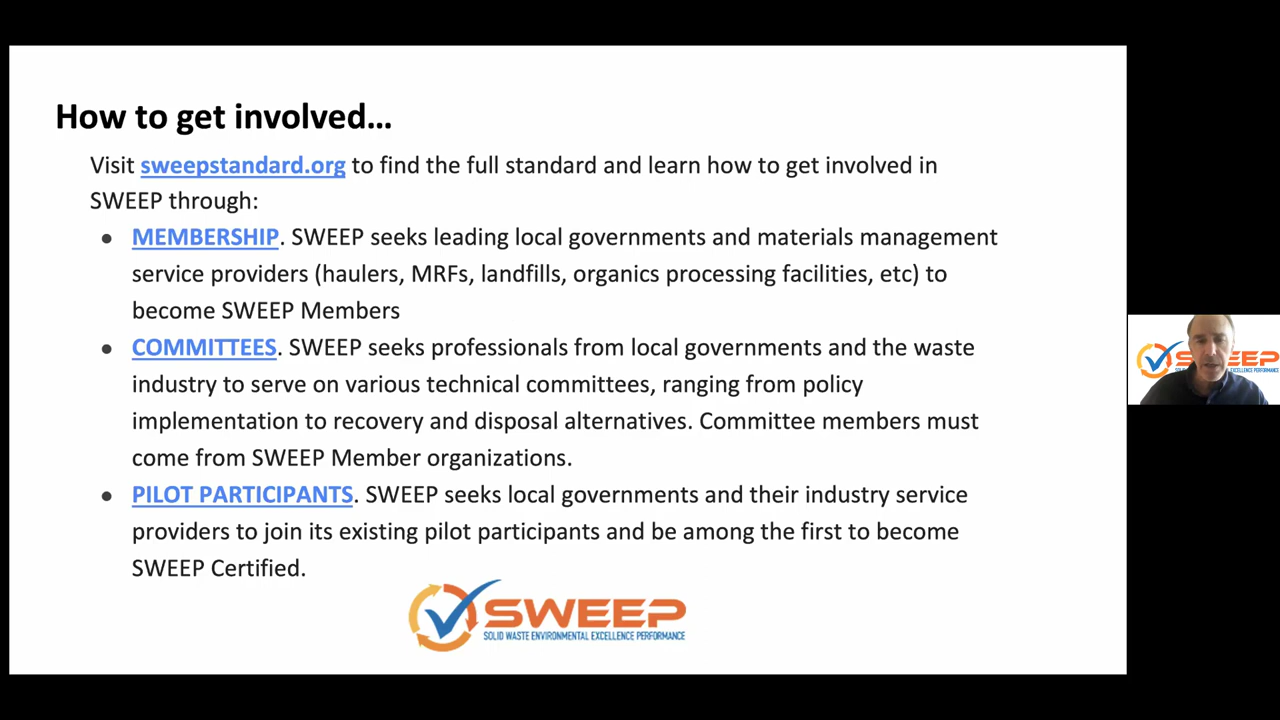 How to get involved…
Visit sweepstandard.org to find the full standard and learn how to get involved in
SWEEP through:
● MEMBERSHIP. SWEEP seeks leading local governments and materials management
service providers (haulers, MRFs, landfills, organics processing facilities, etc) to
become SWEEP Members
● COMMITTEES. SWEEP seeks professionals from local governments and the waste
industry to serve on various technical committees, ranging from policy
implementation to recovery and disposal alternatives. Committee members must
come from SWEEP Member organizations.
● PILOT PARTICIPANTS. SWEEP seeks local governments and their industry service
providers to join its existing pilot participants and be among the first to become
SWEEP Certified.
SWEEP
SOLID WASTE ENVIRONMENTAL EXCELLENCE PERFORMANCE